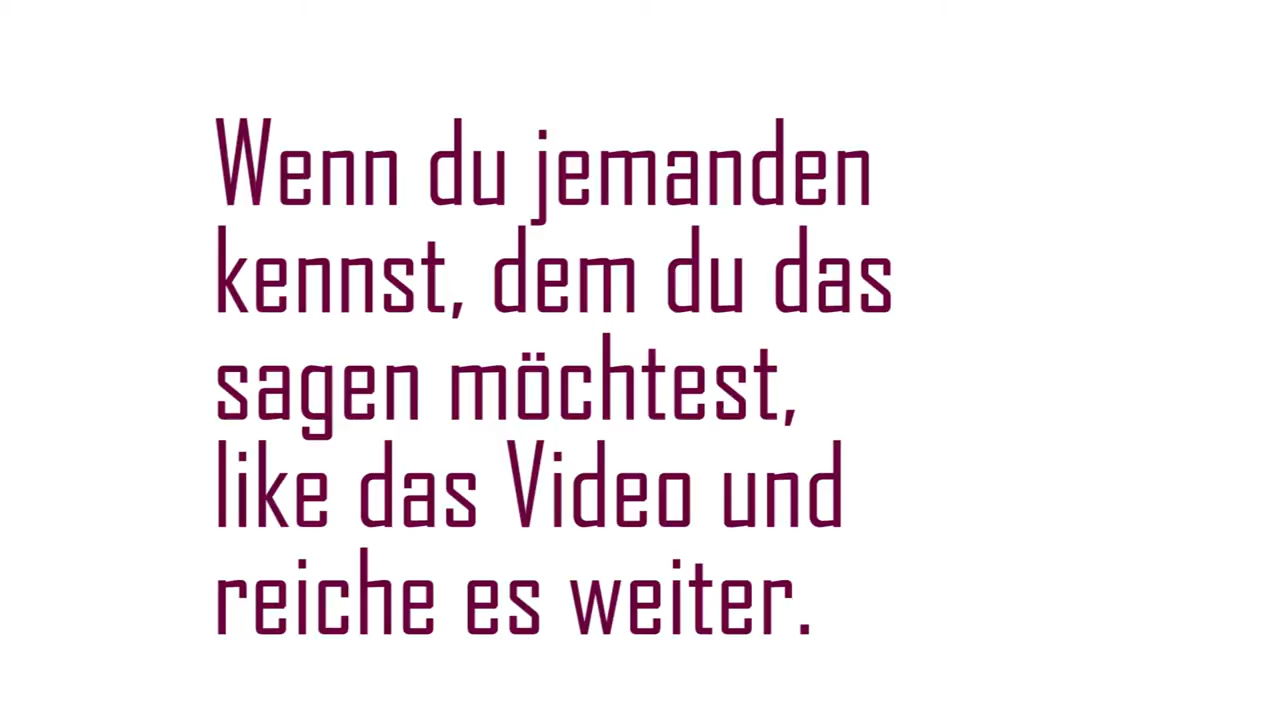 Wenn du jemanden
kennst, dem du das
sagen möchtest,
like das Video und
reiche es weiter.